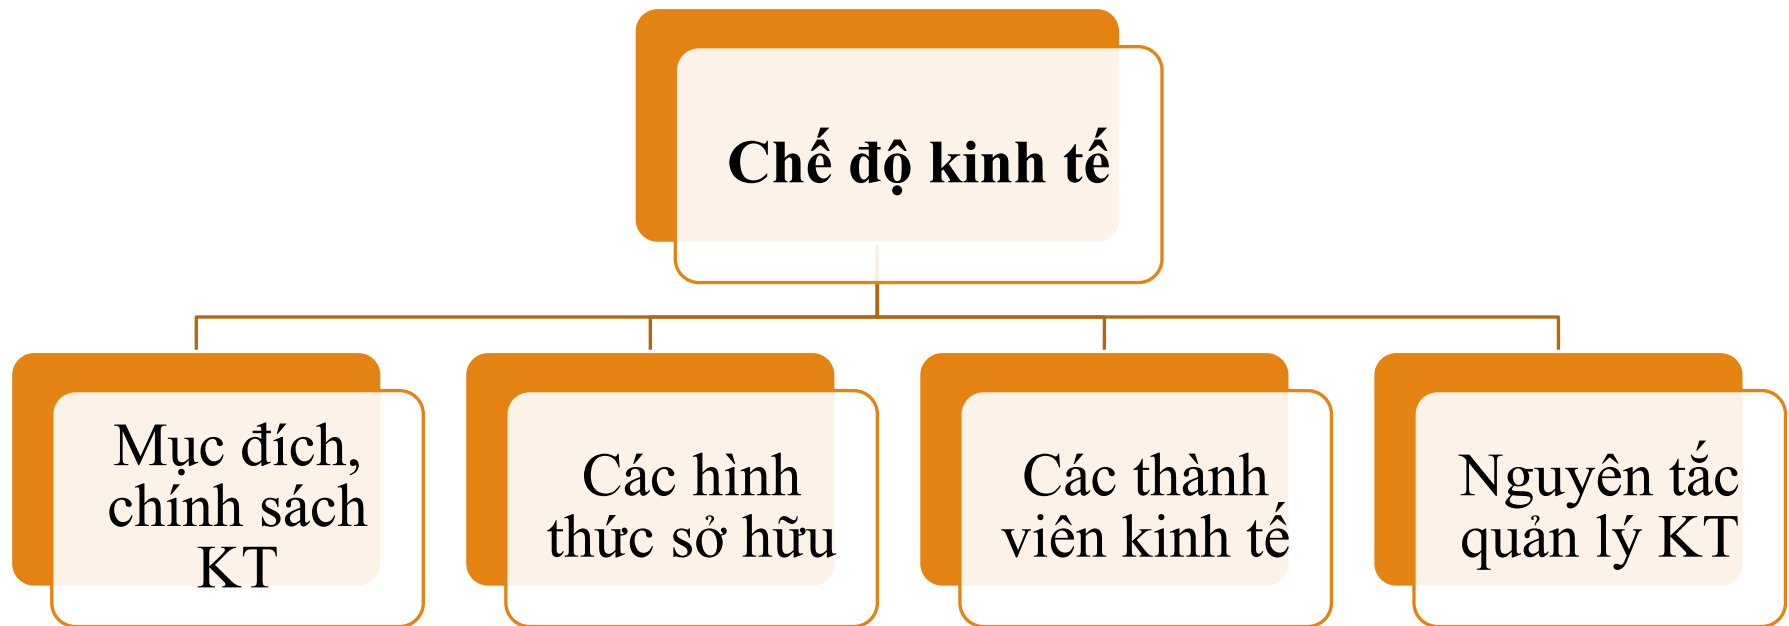 Chế độ kinh tế
Mục đích,
chính sách
KT
Các hình
thức sở hữu
Các thành
viên kinh tế
Nguyên tắc
quản lý KT